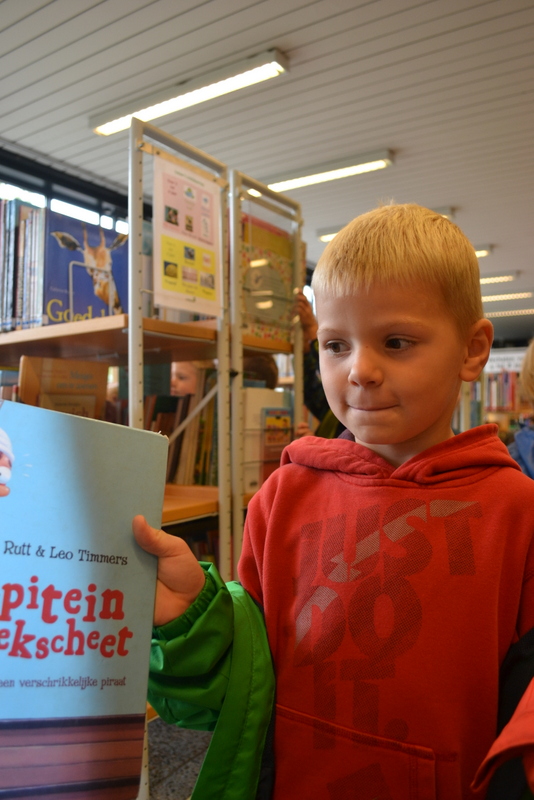 Goed
Rutt & Leo Timmers
pitein
ekscheet
een verschrikkelijke piraat
JUST
DO
IT.